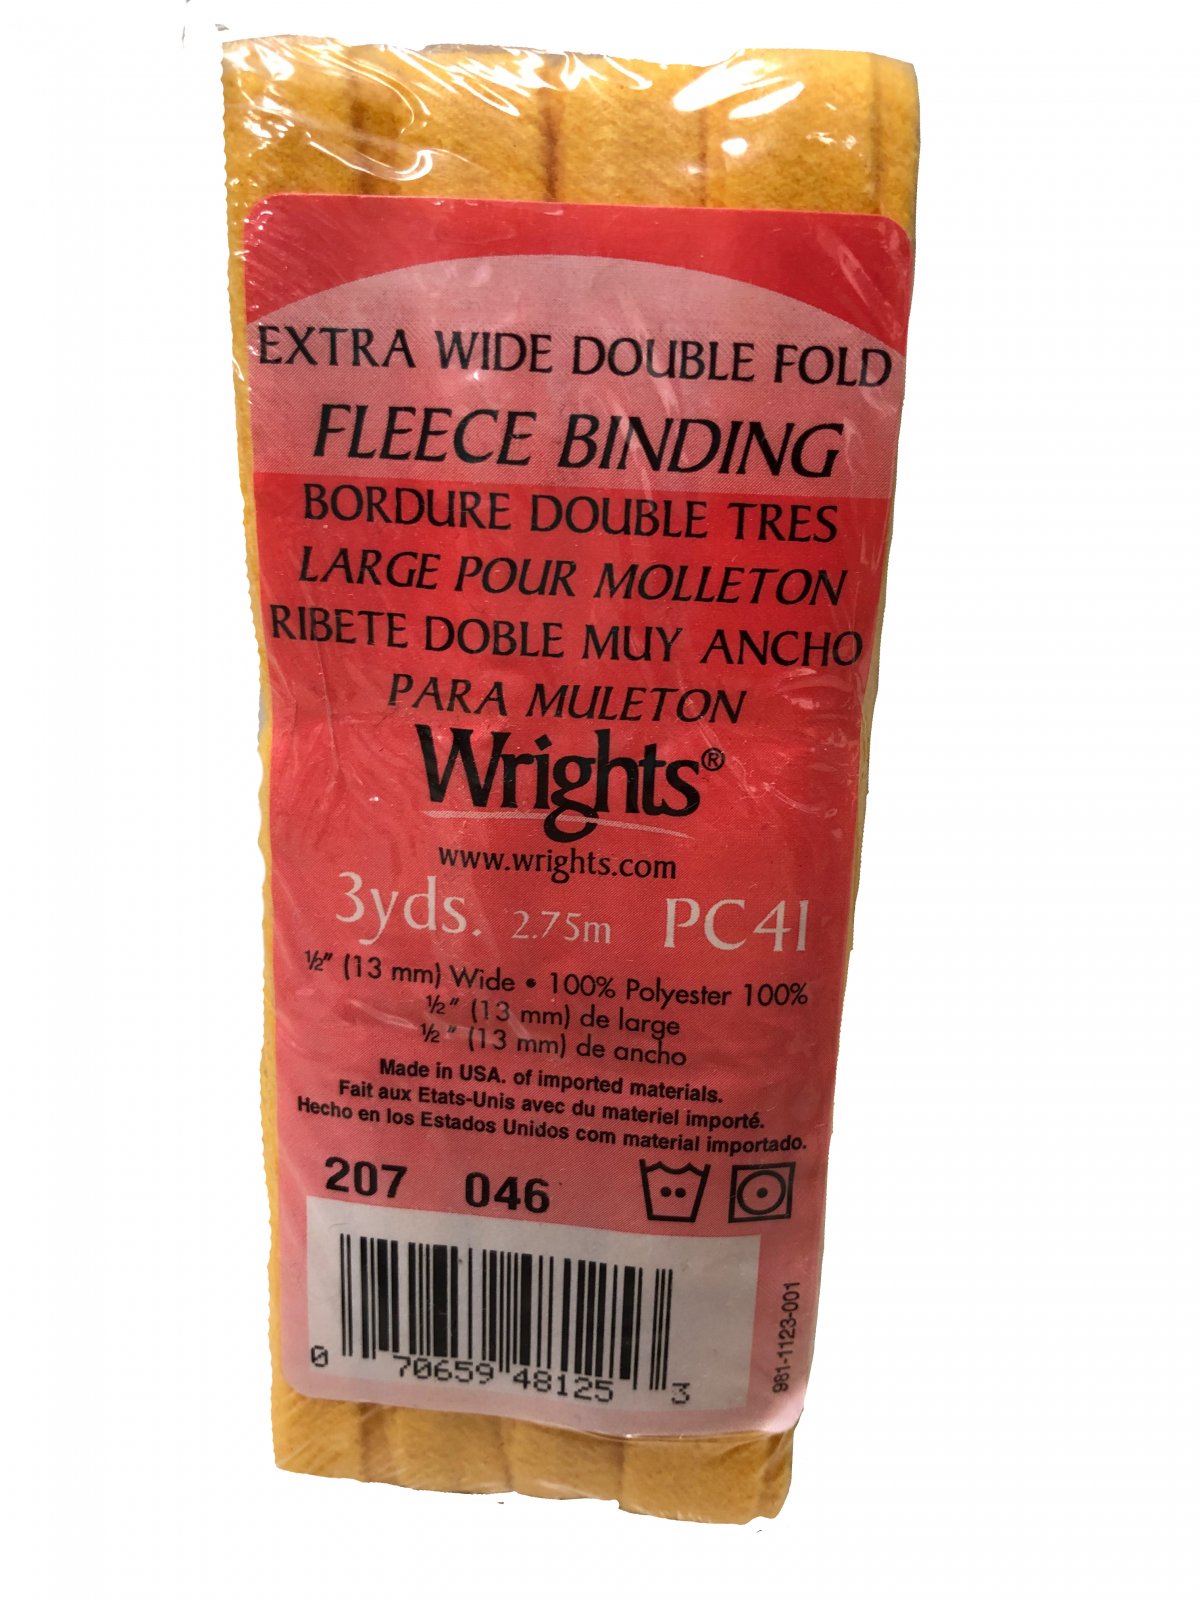 EXTRA WIDE DOUBLE FOLD
FLEECE BINDING
BORDURE DOUBLE TRES
LARGE POUR MOLLETON
RIBETE DOBLE MUY ANCHO
PARA MULETON
Wrights®
www.wrights.com
3yds. 2.75m PC41
½" (13 mm) Wide • 100% Polyester 100%
½" (13 mm) de large
½" (13 mm) de ancho
Made in USA. of imported materials.
Fait aux Etats-Unis avec du materiel importé.
Hecho en los Estados Unidos com material importado.
207 046
0 70659 48125 3
981-1123-001